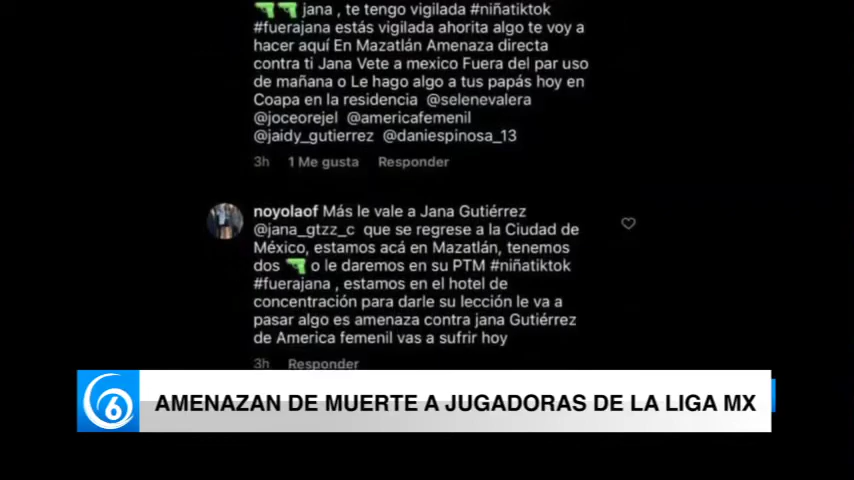 jana , te tengo vigilada #niñatiktok
#fuerajana estás vigilada ahorita algo te voy a
hacer aquí En Mazatlán Amenaza directa
contra ti Jana Vete a mexico Fuera del par uso
de mañana o Le hago algo a tus papás hoy en
Coapa en la residencia @selenevalera
@joceorejel @americafemenil
@jaidy_gutierrez @daniespinosa_13
3h 1 Me gusta Responder
noyolaof Más le vale a Jana Gutiérrez
@jana_gtzz_c que se regrese a la Ciudad de
México, estamos acá en Mazatlán, tenemos
dos 🔫 o le daremos en su PTM #niñatiktok
#fuerajana , estamos en el hotel de
concentración para darle su lección le va a
pasar algo es amenaza contra jana Gutiérrez
de America femenil vas a sufrir hoy
3h Responder
6 AMENAZAN DE MUERTE A JUGADORAS DE LA LIGA MX